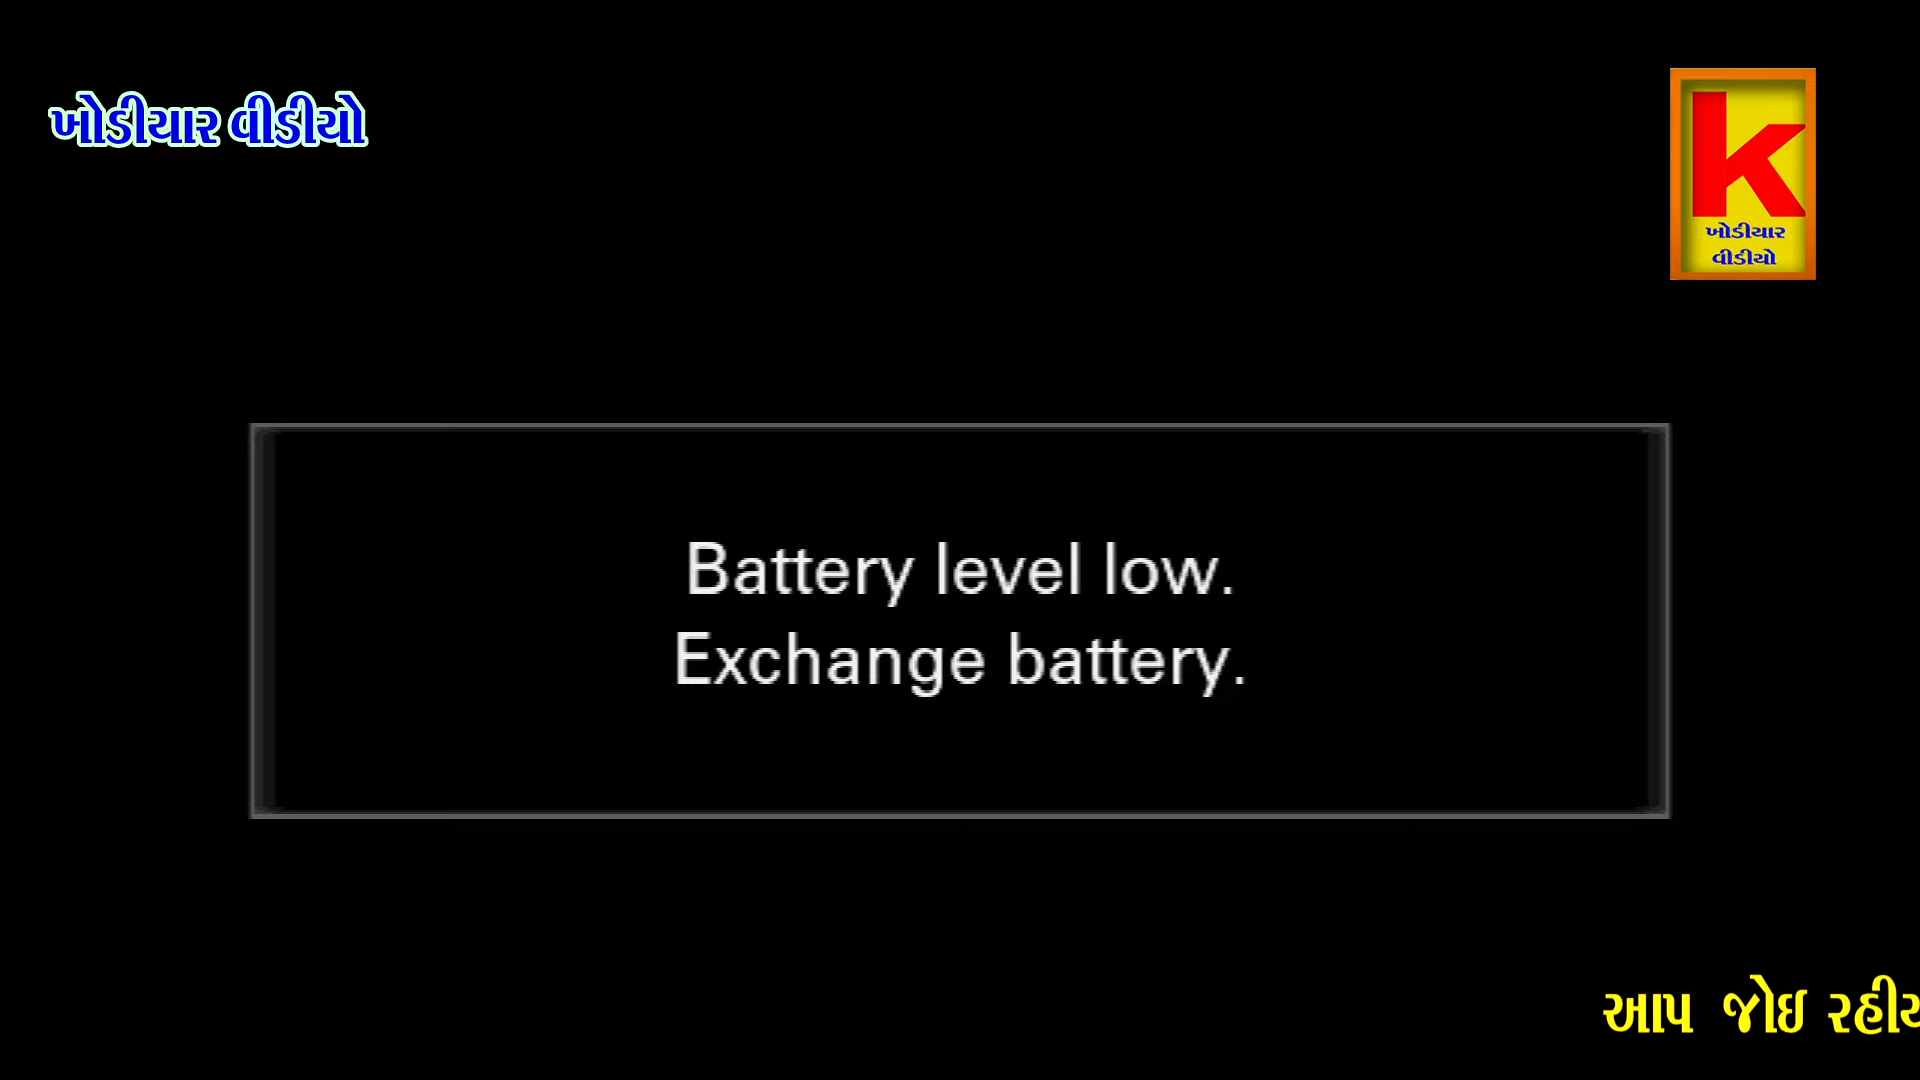 ખોડીયાર વીડીયો
k
ખોડીયાર
વીડીયો
Battery level low.
Exchange battery.
આપ જોઇ